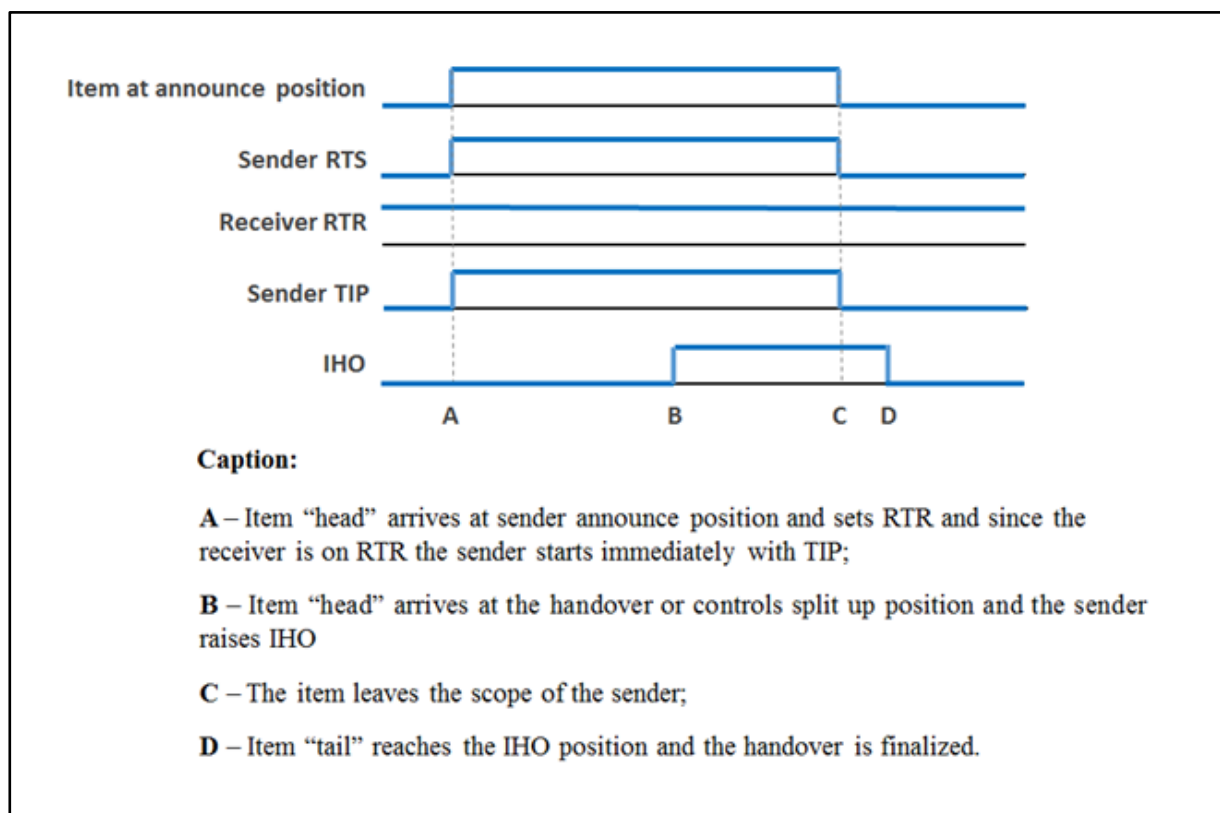 Item at announce position
Sender RTS
Receiver RTR
Sender TIP
IHO
A B C D
Caption:
A – Item “head” arrives at sender announce position and sets RTR and since the
receiver is on RTR the sender starts immediately with TIP;
B – Item “head” arrives at the handover or controls split up position and the sender
raises IHO
C – The item leaves the scope of the sender;
D – Item “tail” reaches the IHO position and the handover is finalized.